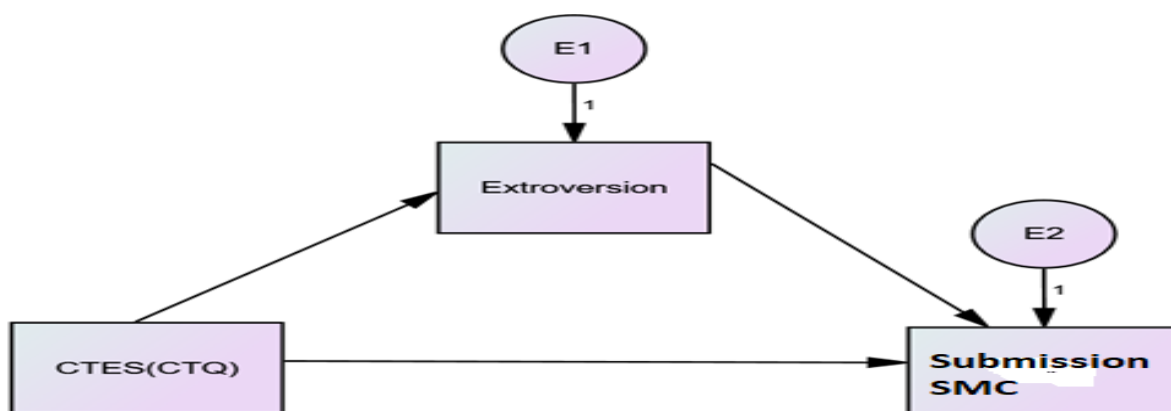 E1
1
Extroversion
E2
1
CTES(CTQ)
Submission
SMC